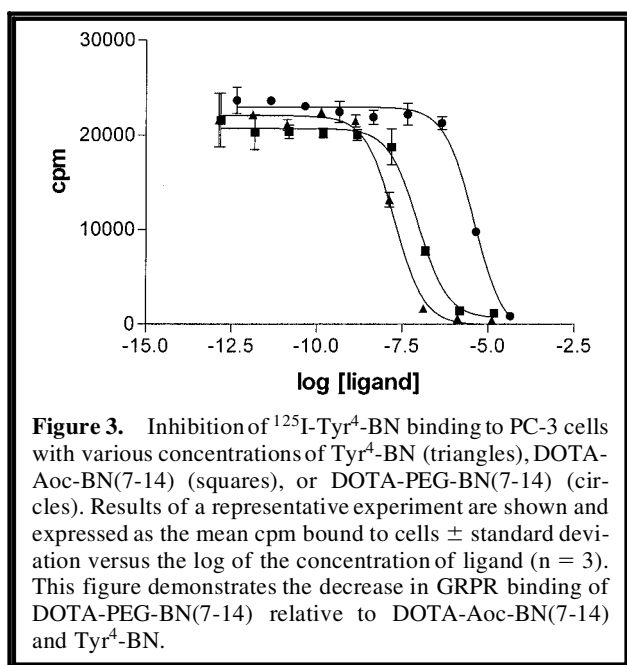 30000
20000
10000
0
cpm
-15.0 -12.5 -10.0 -7.5 -5.0 -2.5
log [ligand]
Figure 3. Inhibition of ¹²⁵I-Tyr⁴-BN binding to PC-3 cells
with various concentrations of Tyr⁴-BN (triangles), DOTA-
Aoc-BN(7-14) (squares), or DOTA-PEG-BN(7-14) (cir-
cles). Results of a representative experiment are shown and
expressed as the mean cpm bound to cells ± standard devi-
ation versus the log of the concentration of ligand (n = 3).
This figure demonstrates the decrease in GRPR binding of
DOTA-PEG-BN(7-14) relative to DOTA-Aoc-BN(7-14)
and Tyr⁴-BN.